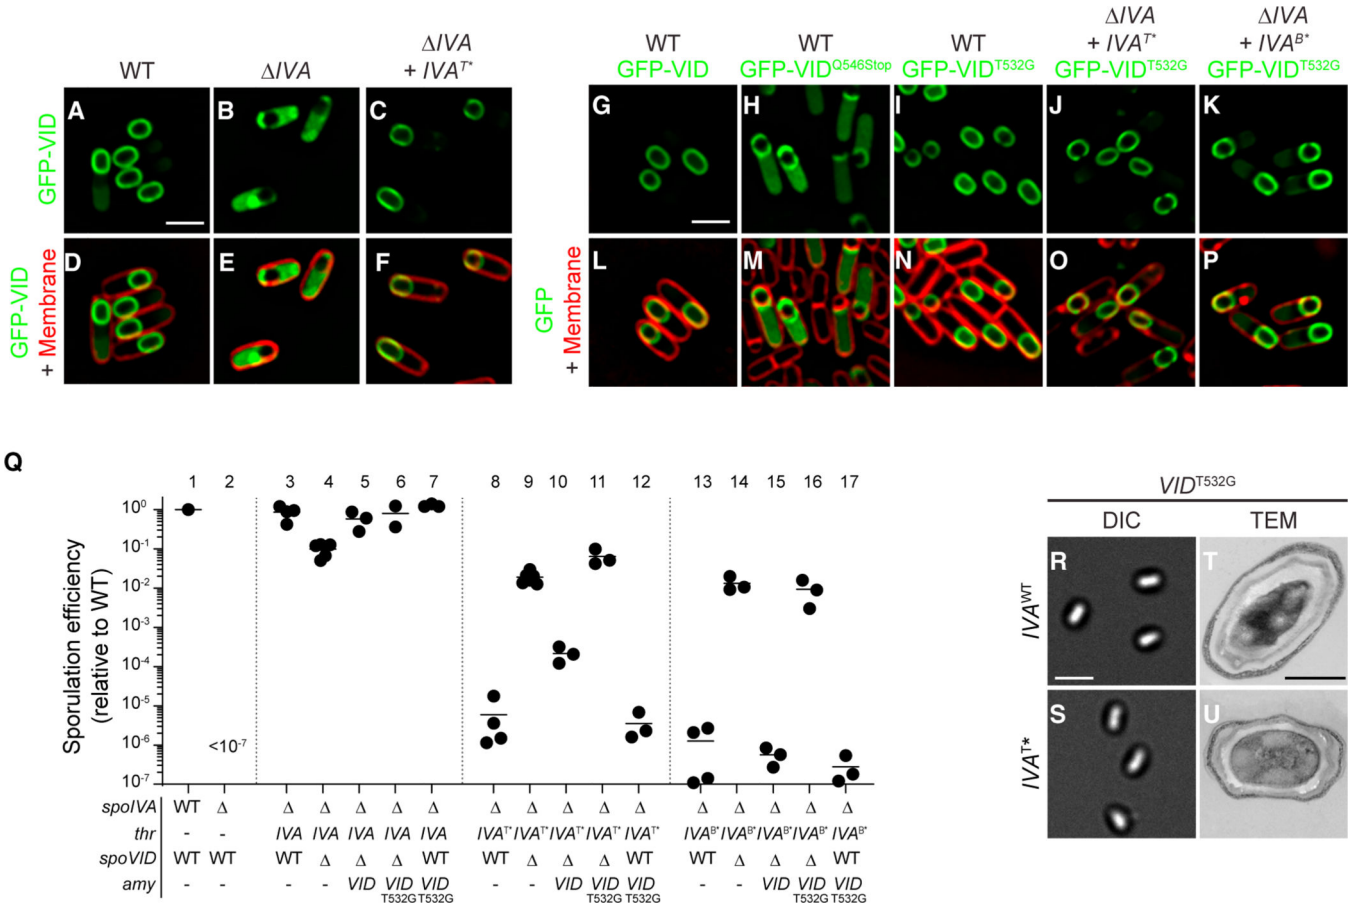 WT
ΔIVA
ΔIVA
+ IVAT*
WT
GFP-VID
WT
GFP-VIDQ546Stop
WT
GFP-VIDT532G
ΔIVA
+ IVAT*
GFP-VIDT532G
ΔIVA
+ IVAB*
GFP-VIDT532G
GFP-VID
A
B
C
G
H
I
J
K
GFP-VID
+ Membrane
D
E
F
GFP
+ Membrane
L
M
N
O
P
Q
1 2 3 4 5 6 7 8 9 10 11 12 13 14 15 16 17
Sporulation efficiency
(relative to WT)
10^0
10^-1
10^-2
10^-3
10^-4
10^-5
10^-6
10^-7
<10^-7
spoIVA WT Δ Δ Δ Δ Δ Δ Δ Δ Δ Δ Δ Δ Δ Δ Δ Δ
thr - - IVA IVA IVA IVA IVA IVAT* IVAT* IVAT* IVAT* IVAT* IVAB* IVAB* IVAB* IVAB* IVAB*
spoVID WT WT WT Δ Δ Δ WT WT Δ Δ Δ WT WT Δ Δ Δ WT
amy - - - - VID VID VID - - VID VID VID - - VID VID VID
T532G T532G T532G T532G T532G T532G
VIDT532G
DIC TEM
IVAWT
R
T
IVAT*
S
U